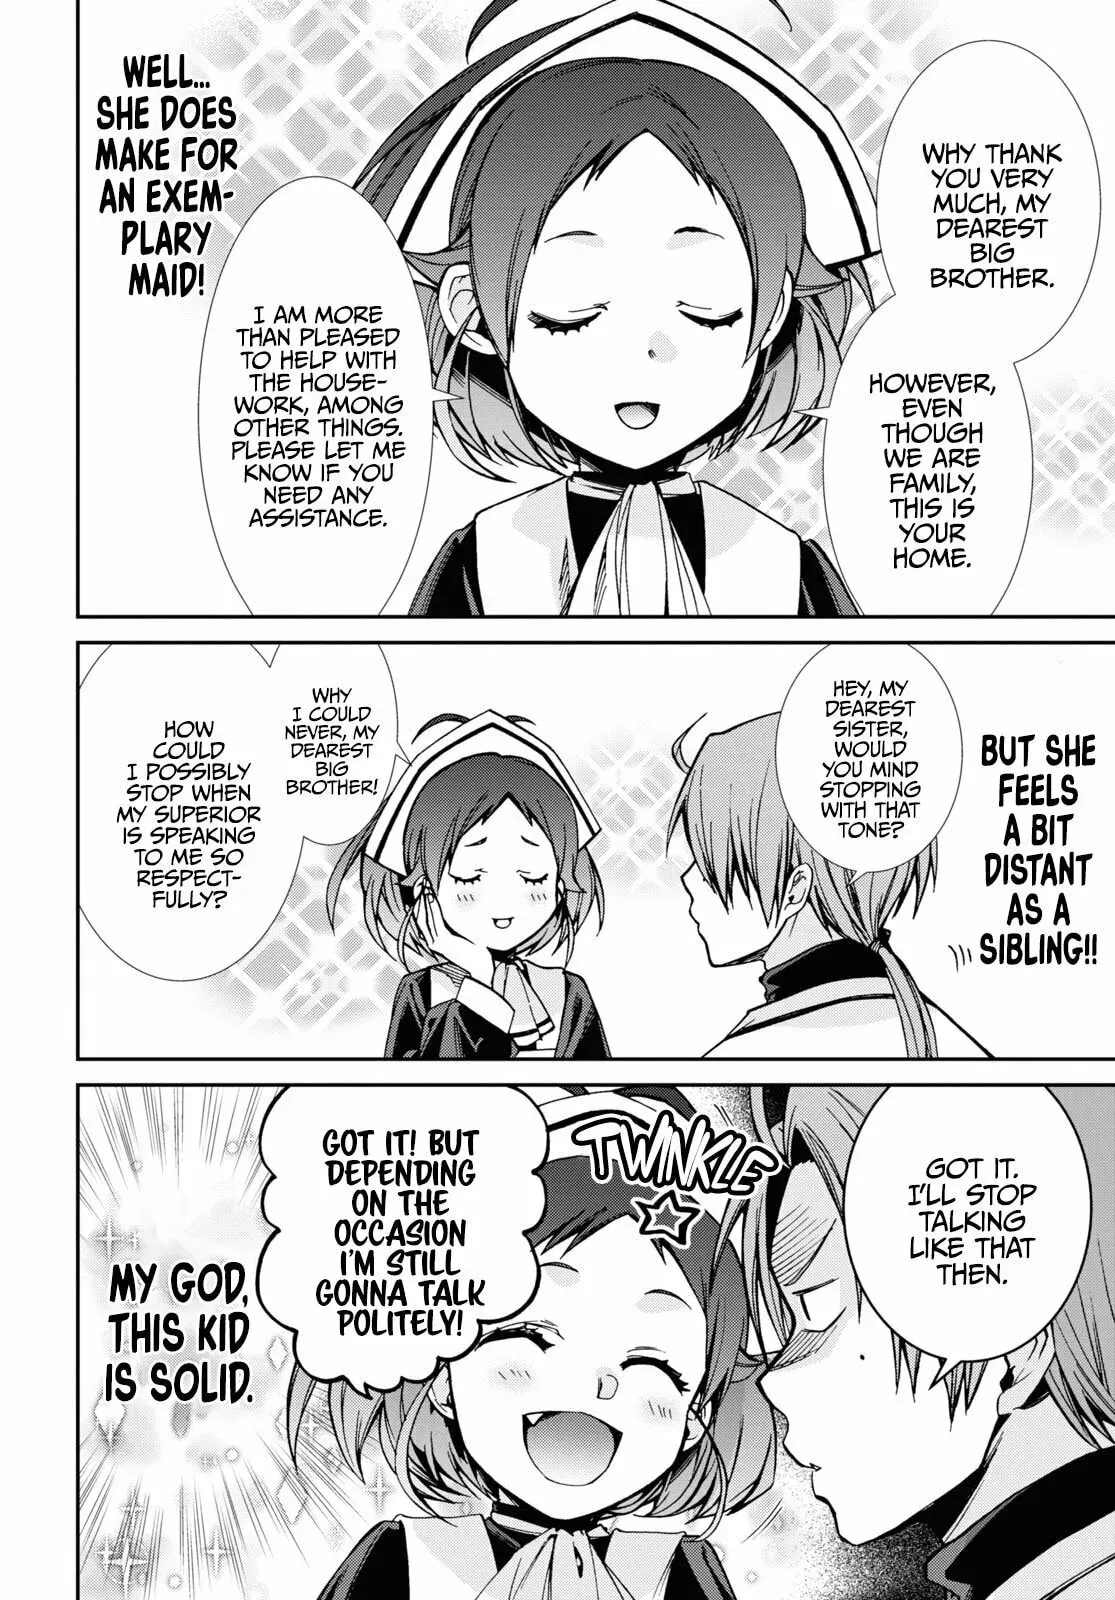 WHY THANK
YOU VERY
MUCH, MY
DEAREST
BIG
BROTHER.
HOWEVER,
EVEN
THOUGH
WE ARE
FAMILY,
THIS IS
YOUR
HOME.
I AM MORE
THAN PLEASED
TO HELP WITH
THE HOUSE-
WORK, AMONG
OTHER THINGS.
PLEASE LET ME
KNOW IF YOU
NEED ANY
ASSISTANCE.
WELL...
SHE DOES
MAKE FOR
AN EXEM-
PLARY
MAID!
BUT SHE
FEELS
A BIT
DISTANT
AS A
SIBLING!!
HEY, MY
DEAREST
SISTER,
WOULD
YOU MIND
STOPPING
WITH THAT
TONE?
WHY
I COULD
NEVER, MY
DEAREST
BIG
BROTHER!
HOW
COULD
I POSSIBLY
STOP WHEN
MY SUPERIOR
IS SPEAKING
TO ME SO
RESPECT-
FULLY?
GOT IT.
I'LL STOP
TALKING
LIKE THAT
THEN.
TWINKLE
GOT IT! BUT
DEPENDING
ON THE
OCCASION
I'M STILL
GONNA TALK
POLITELY!
MY GOD,
THIS KID
IS SOLID.